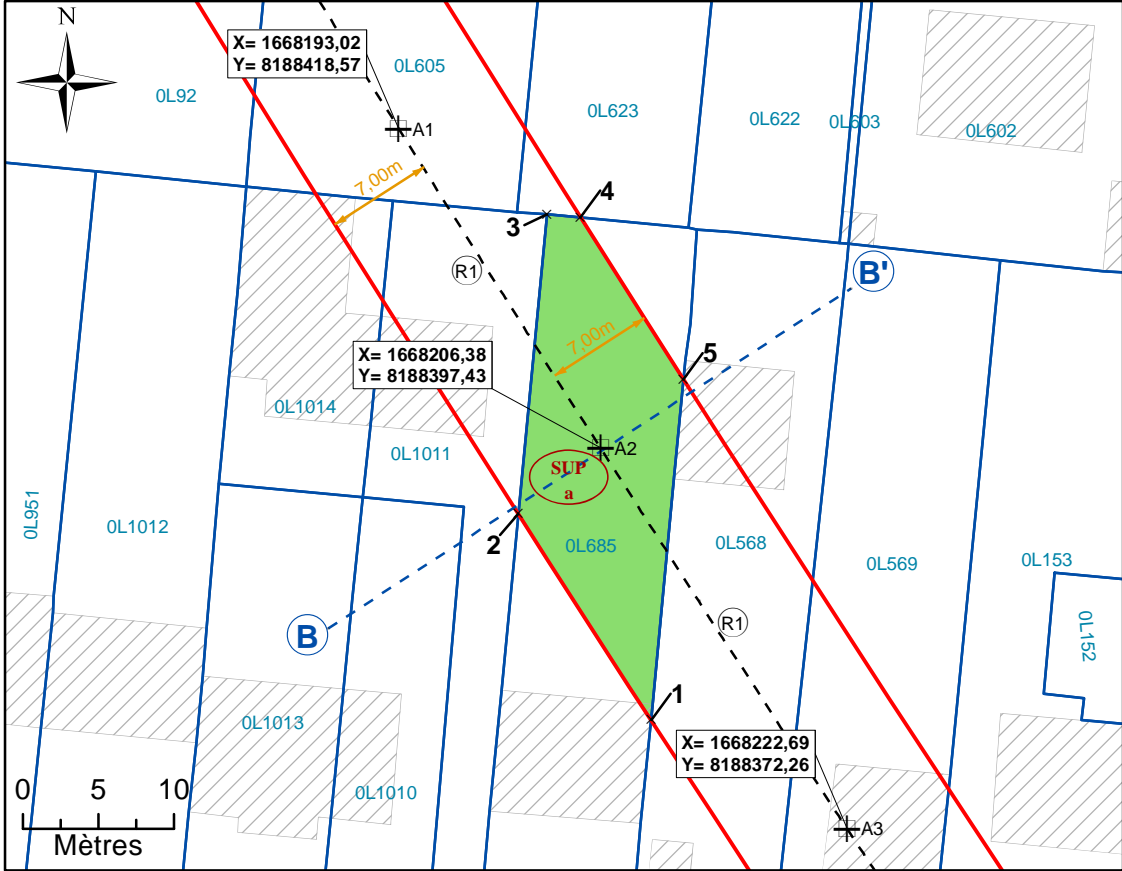 N
X= 1668193,02
Y= 8188418,57
0L605
0L92
0L623
0L622
0L603
0L602
A1
7,00m
4
3
R1
B'
7,00m
5
X= 1668206,38
Y= 8188397,43
0L1014
A2
0L1011
SUP
a
0L951
0L1012
2
0L685
0L568
0L569
0L153
0L152
B
R1
1
0L1013
X= 1668222,69
Y= 8188372,26
0 5 10
0L1010
A3
Mètres